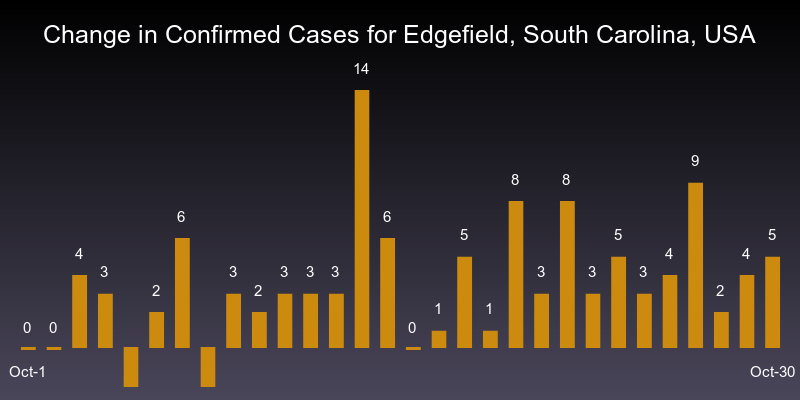 Change in Confirmed Cases for Edgefield, South Carolina, USA
14
9
8 8
6 6
5 5 5
4 4 4
3 3 3 3 3 3 3 3
2 2 2
1 1
0 0 0
Oct-1 Oct-30